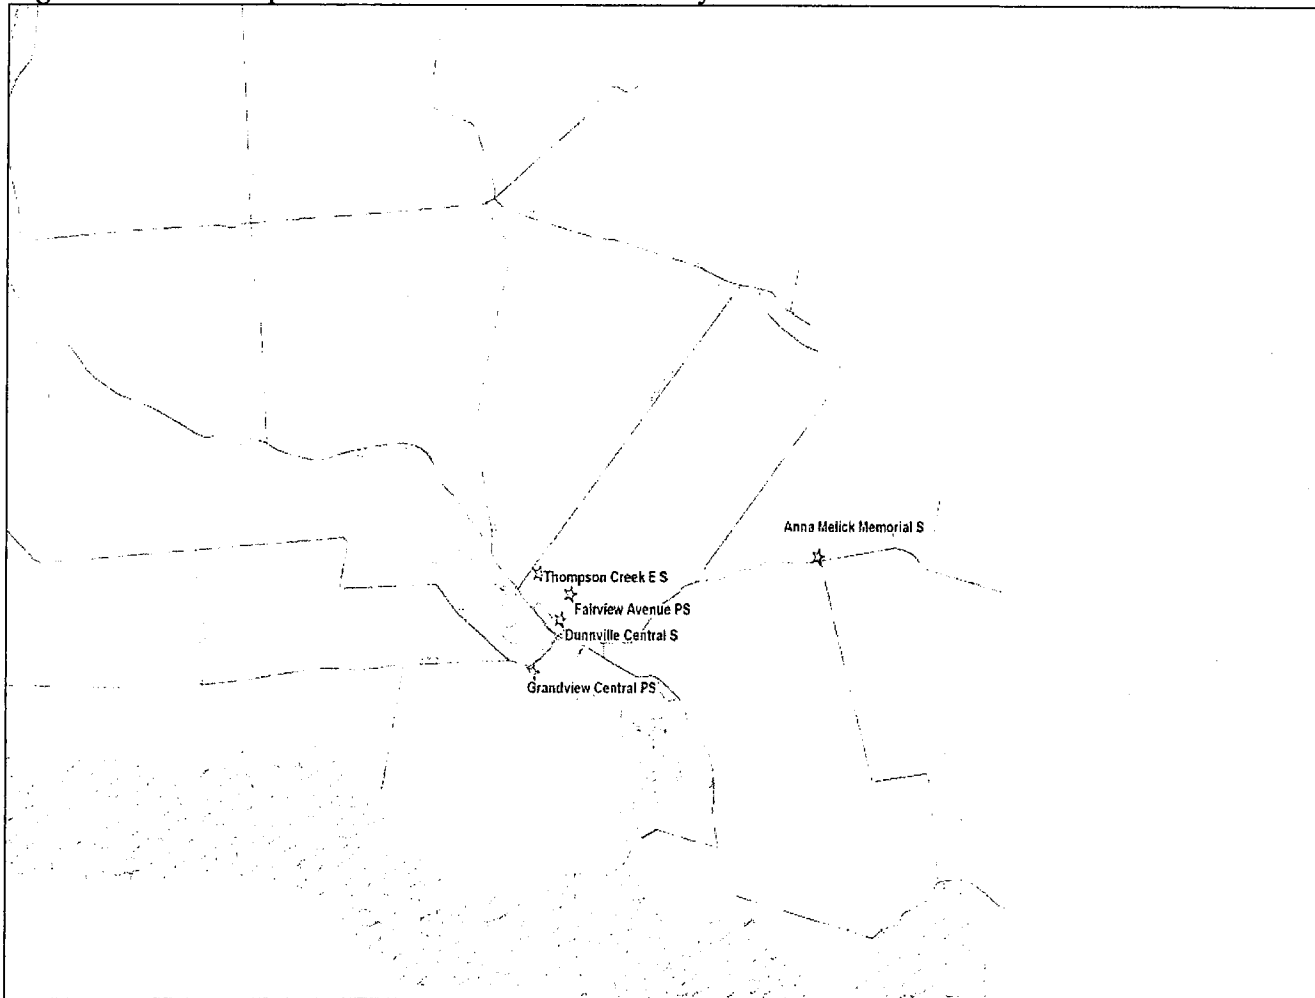 Anna Melick Memorial S
Thompson Creek E S
Fairview Avenue PS
Dunnville Central S
Grandview Central PS